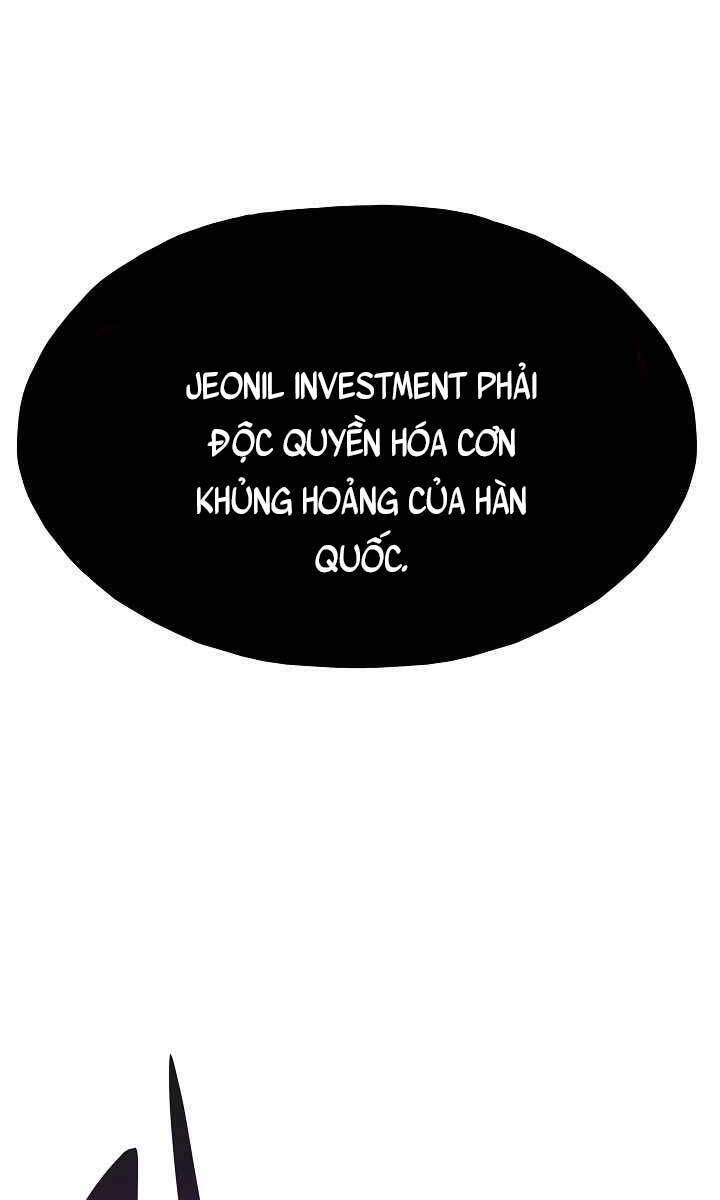 JEONIL INVESTMENT PHẢI
ĐỘC QUYỀN HÓA CƠN
KHỦNG HOẢNG CỦA HÀN
QUỐC.